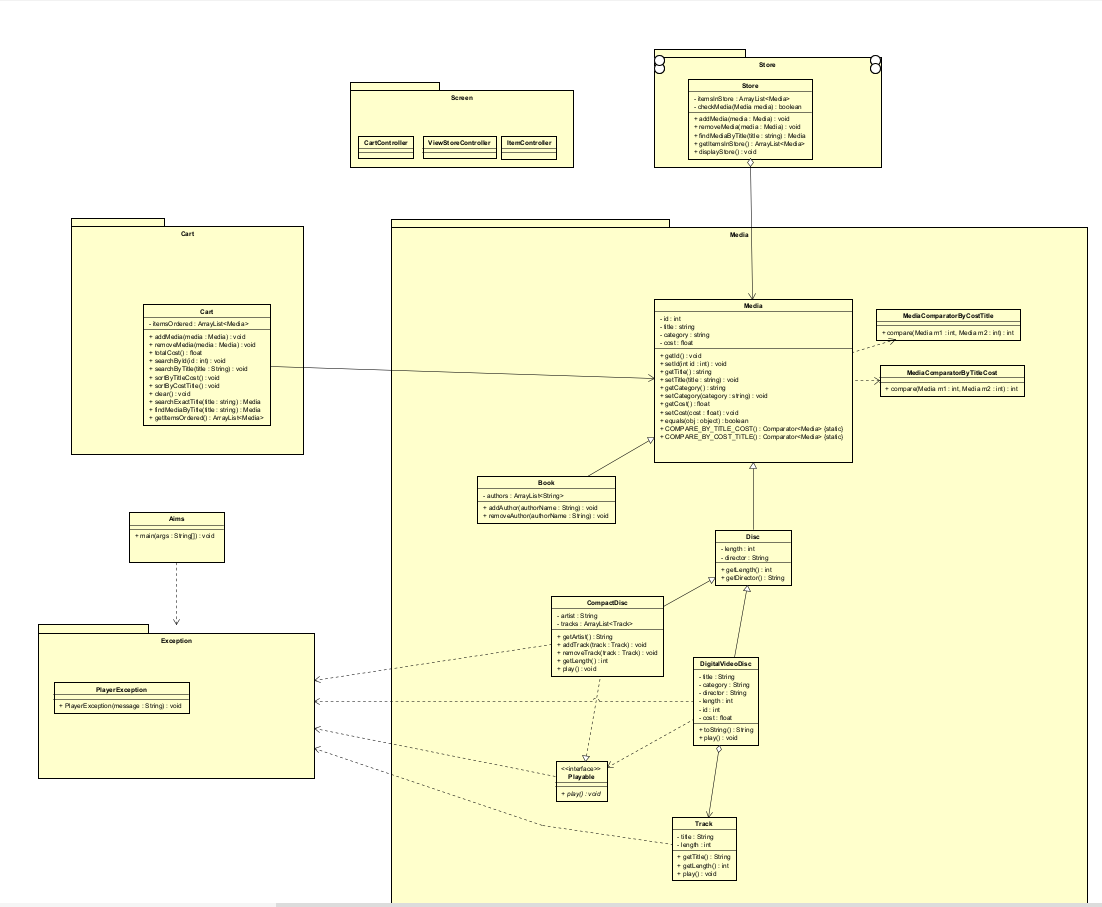 Store
Store
- itemsInStore : ArrayList<Media>
- checkMedia(Media media) : boolean
+ addMedia(media : Media) : void
+ removeMedia(media : Media) : void
+ findMediaByTitle(title : string) : Media
+ getItemsInStore() : ArrayList<Media>
+ displayStore() : void
Screen
CartController
ViewStoreController
ItemController
Cart
Cart
- itemsOrdered : ArrayList<Media>
+ addMedia(media : Media) : void
+ removeMedia(media : Media) : void
+ totalCost() : float
+ searchById(id : int) : void
+ searchByTitle(title : String) : void
+ sortByTitleCost() : void
+ sortByCostTitle() : void
+ clear() : void
+ searchExactTitle(title : string) : Media
+ findMediaByTitle(title : string) : Media
+ getItemsOrdered() : ArrayList<Media>
Media
Media
- id : int
- title : string
- category : string
- cost : float
+ getId() : void
+ setId(int id : int) : void
+ getTitle() : string
+ setTitle(title : string) : void
+ getCategory() : string
+ setCategory(category : string) : void
+ getCost() : float
+ setCost(cost : float) : void
+ equals(obj : object) : boolean
+ COMPARE_BY_TITLE_COST() : Comparator<Media> {static}
+ COMPARE_BY_COST_TITLE() : Comparator<Media> {static}
MediaComparatorByCostTitle
+ compare(Media m1 : int, Media m2 : int) : int
MediaComparatorByTitleCost
+ compare(Media m1 : int, Media m2 : int) : int
Book
- authors : ArrayList<String>
+ addAuthor(authorName : String) : void
+ removeAuthor(authorName : String) : void
Aims
+ main(args : String[]) : void
Disc
- length : int
- director : String
+ getLength() : int
+ getDirector() : String
CompactDisc
- artist : String
- tracks : ArrayList<Track>
+ getArtist() : String
+ addTrack(track : Track) : void
+ removeTrack(track : Track) : void
+ getLength() : int
+ play() : void
Exception
PlayerException
+ PlayerException(message : String) : void
DigitalVideoDisc
- title : String
- category : String
- director : String
- length : int
- id : int
- cost : float
+ toString() : String
+ play() : void
<<interface>>
Playable
+ play() : void
Track
- title : String
- length : int
+ getTitle() : String
+ getLength() : int
+ play() : void